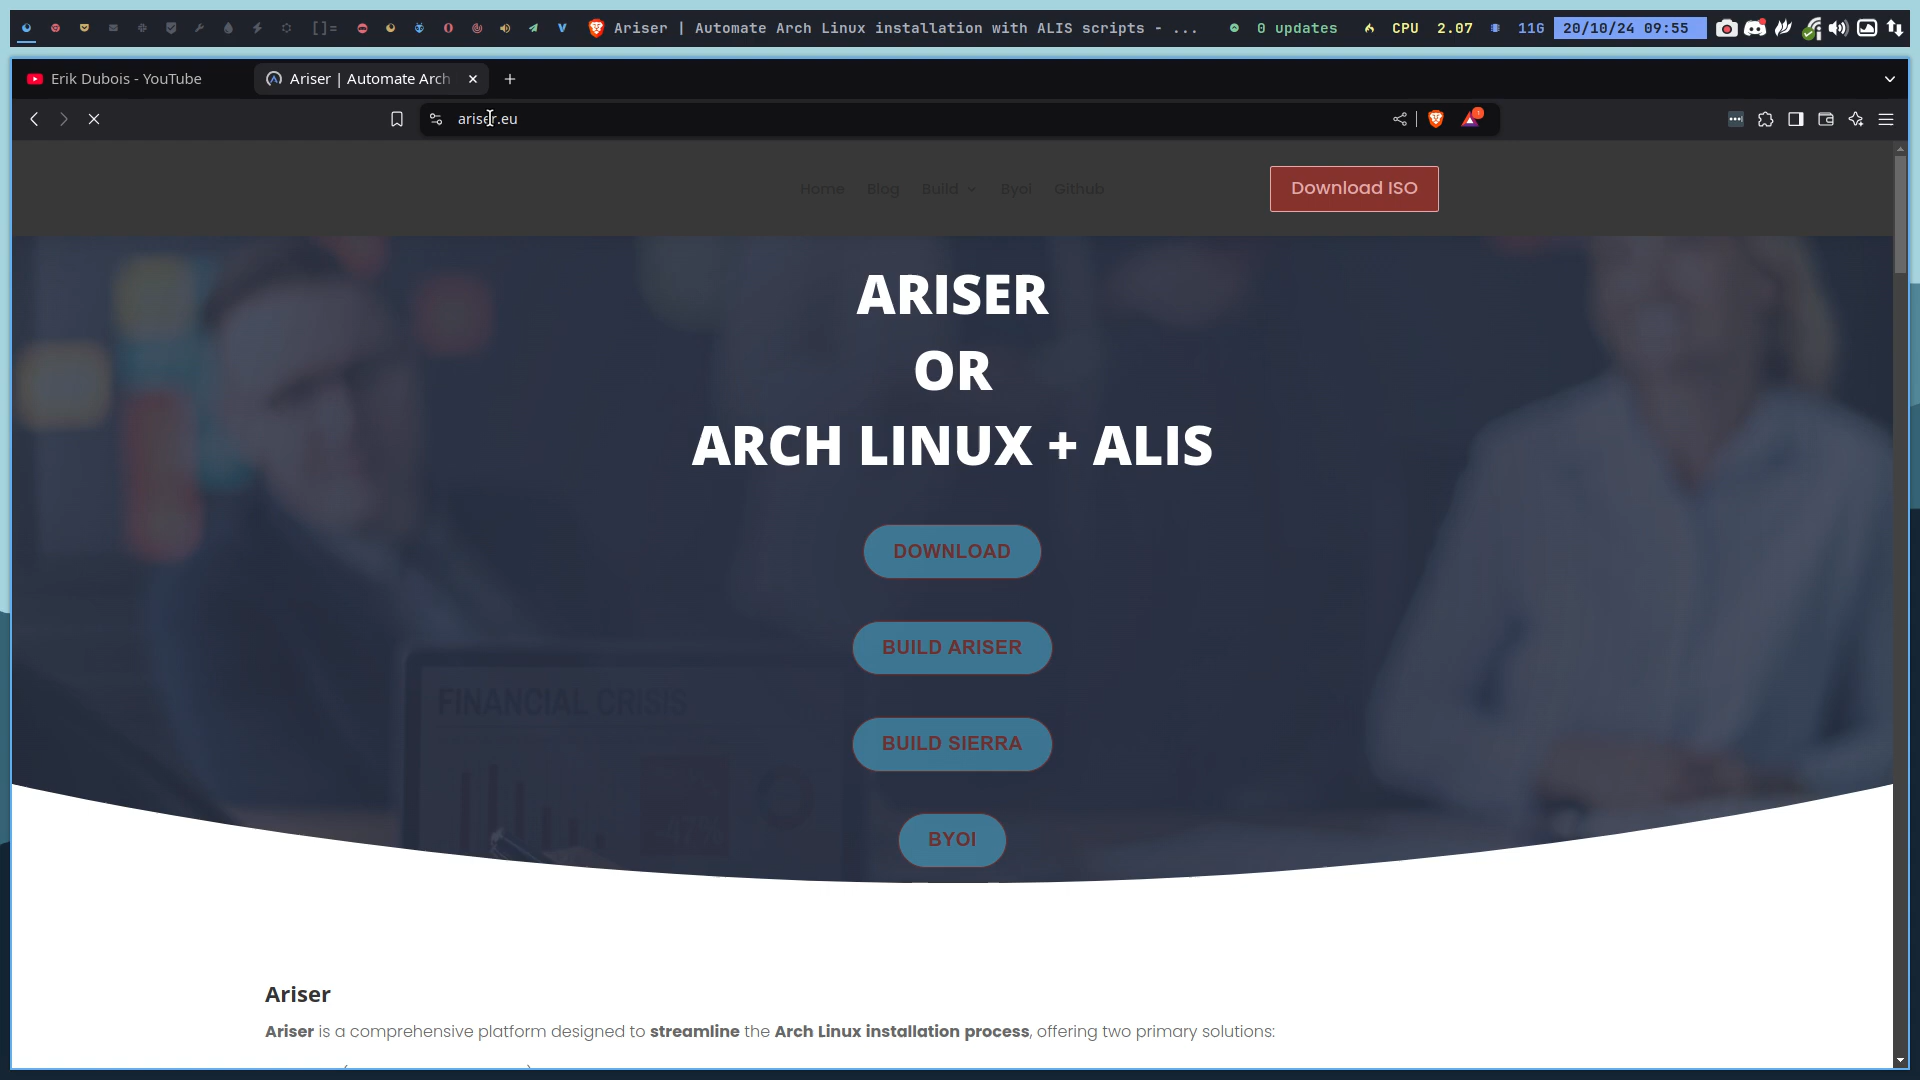 []=
Ariser | Automate Arch Linux installation with ALIS scripts - ...
0 updates
CPU 2.07
11G
20/10/24 09:55
Erik Dubois - YouTube
Ariser | Automate Arch
ariser.eu
Home
Blog
Build
Byoi
Github
Download ISO
ARISER
OR
ARCH LINUX + ALIS
DOWNLOAD
BUILD ARISER
FINANCIAL CRISIS
BUILD SIERRA
47%
BYOI
Ariser
Ariser is a comprehensive platform designed to streamline the Arch Linux installation process, offering two primary solutions: